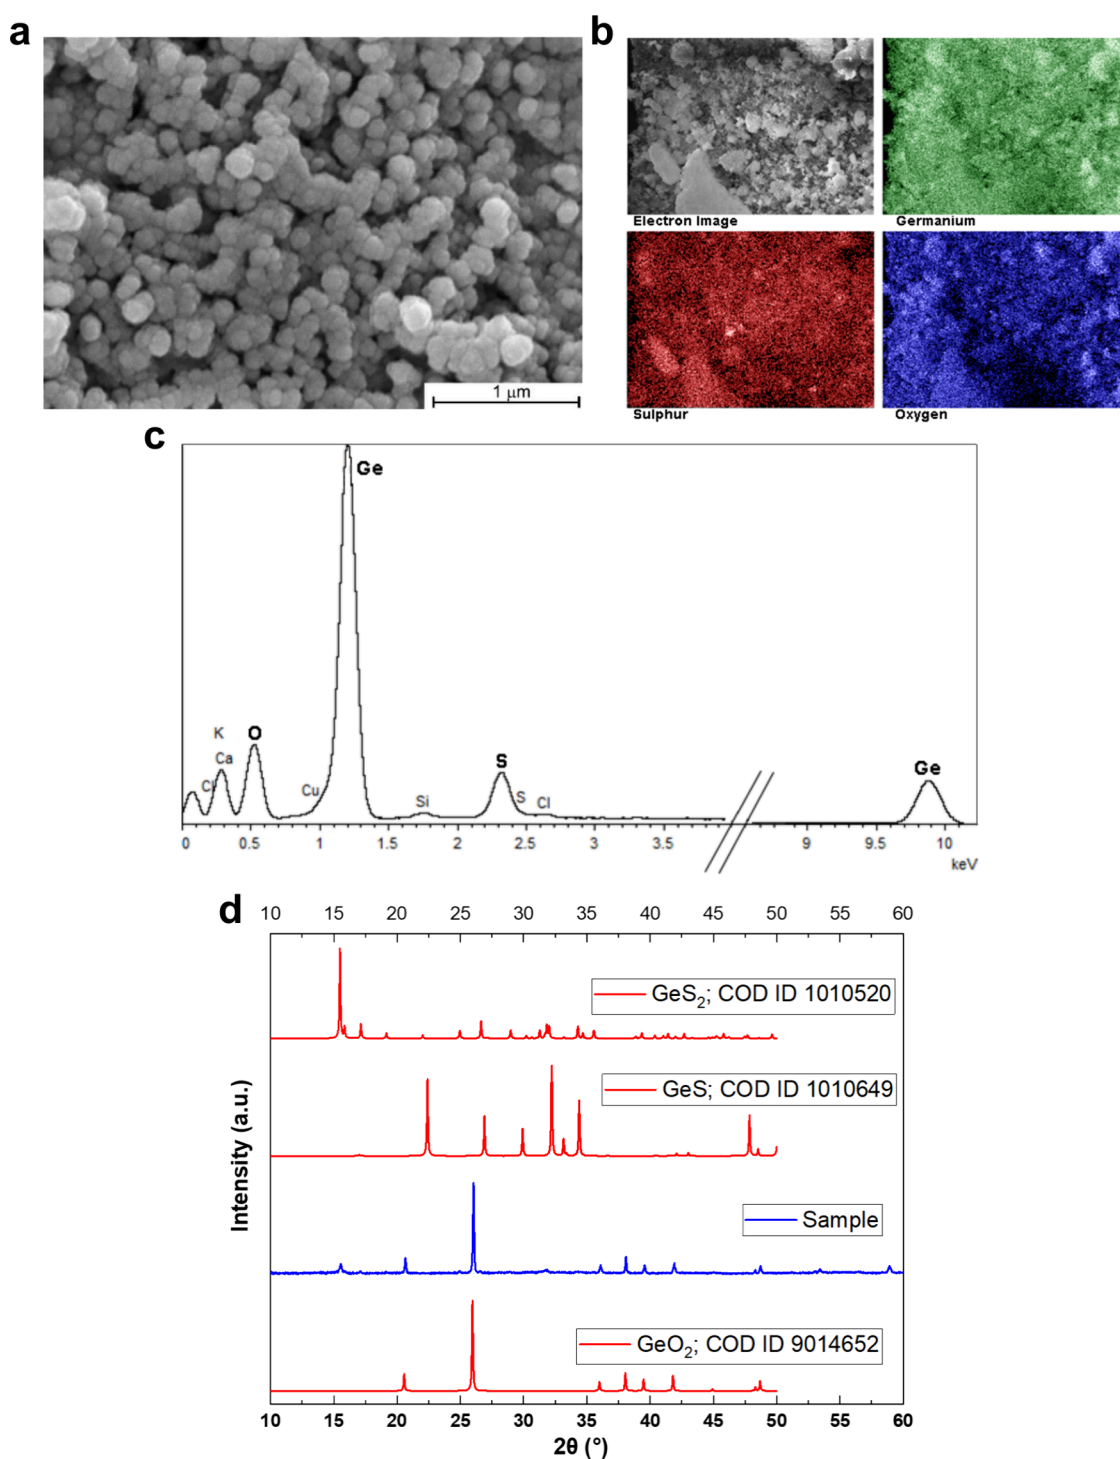 a
b
1 μm
Electron Image
Germanium
Sulphur
Oxygen
c
Ge
K
O
Ca
Cl
Cu
Si
S
S
Cl
Ge
0 0.5 1 1.5 2 2.5 3 3.5 9 9.5 10
keV
d
10 15 20 25 30 35 40 45 50 55 60
GeS₂; COD ID 1010520
GeS; COD ID 1010649
Sample
GeO₂; COD ID 9014652
Intensity (a.u.)
10 15 20 25 30 35 40 45 50 55 60
2θ (°)